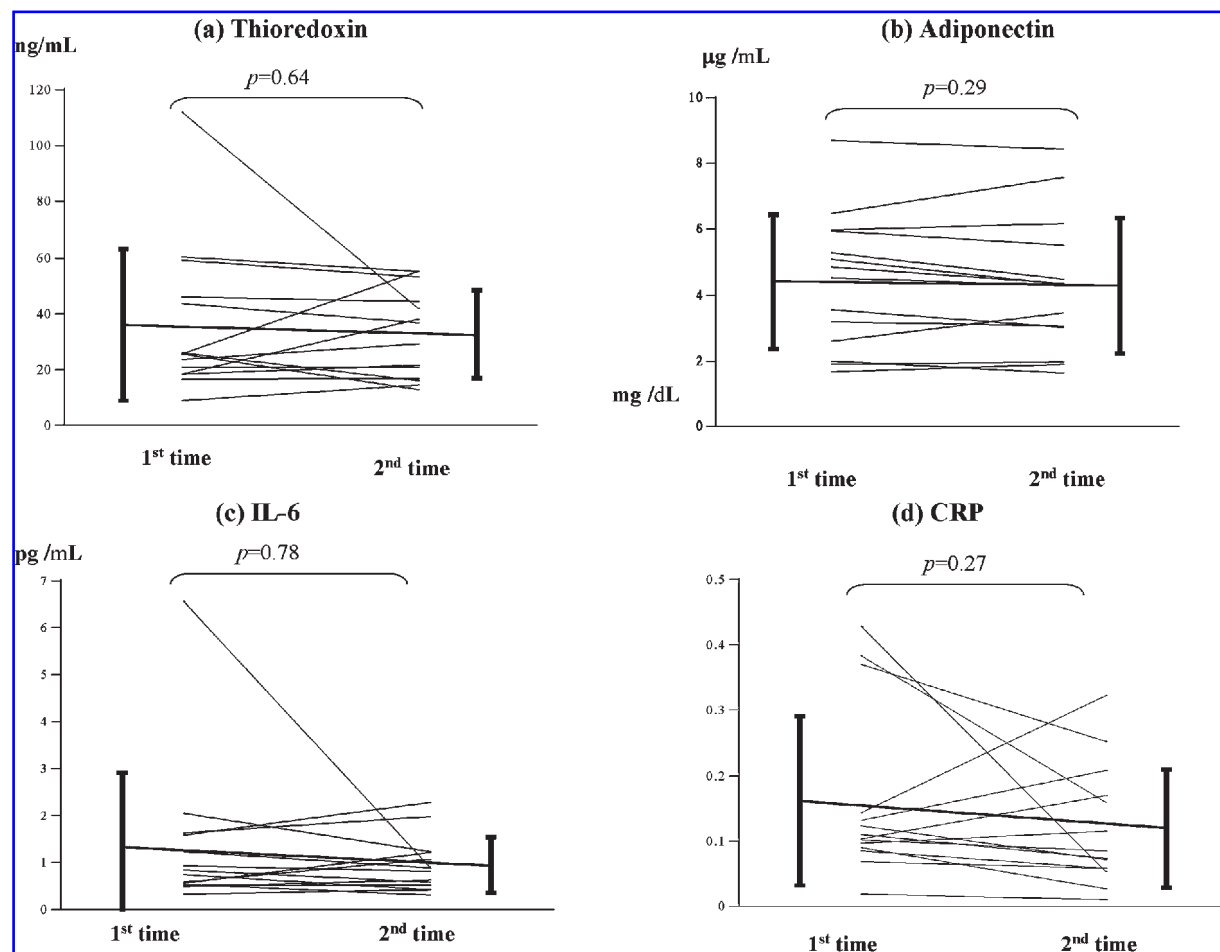 (a) Thioredoxin
ng/mL
p=0.64
120
100
80
60
40
20
0
1st time
2nd time
(b) Adiponectin
µg /mL
p=0.29
10
8
6
4
2
0
mg /dL
1st time
2nd time
(c) IL-6
pg /mL
p=0.78
7
6
5
4
3
2
1
0
1st time
2nd time
(d) CRP
p=0.27
0.5
0.4
0.3
0.2
0.1
0
1st time
2nd time